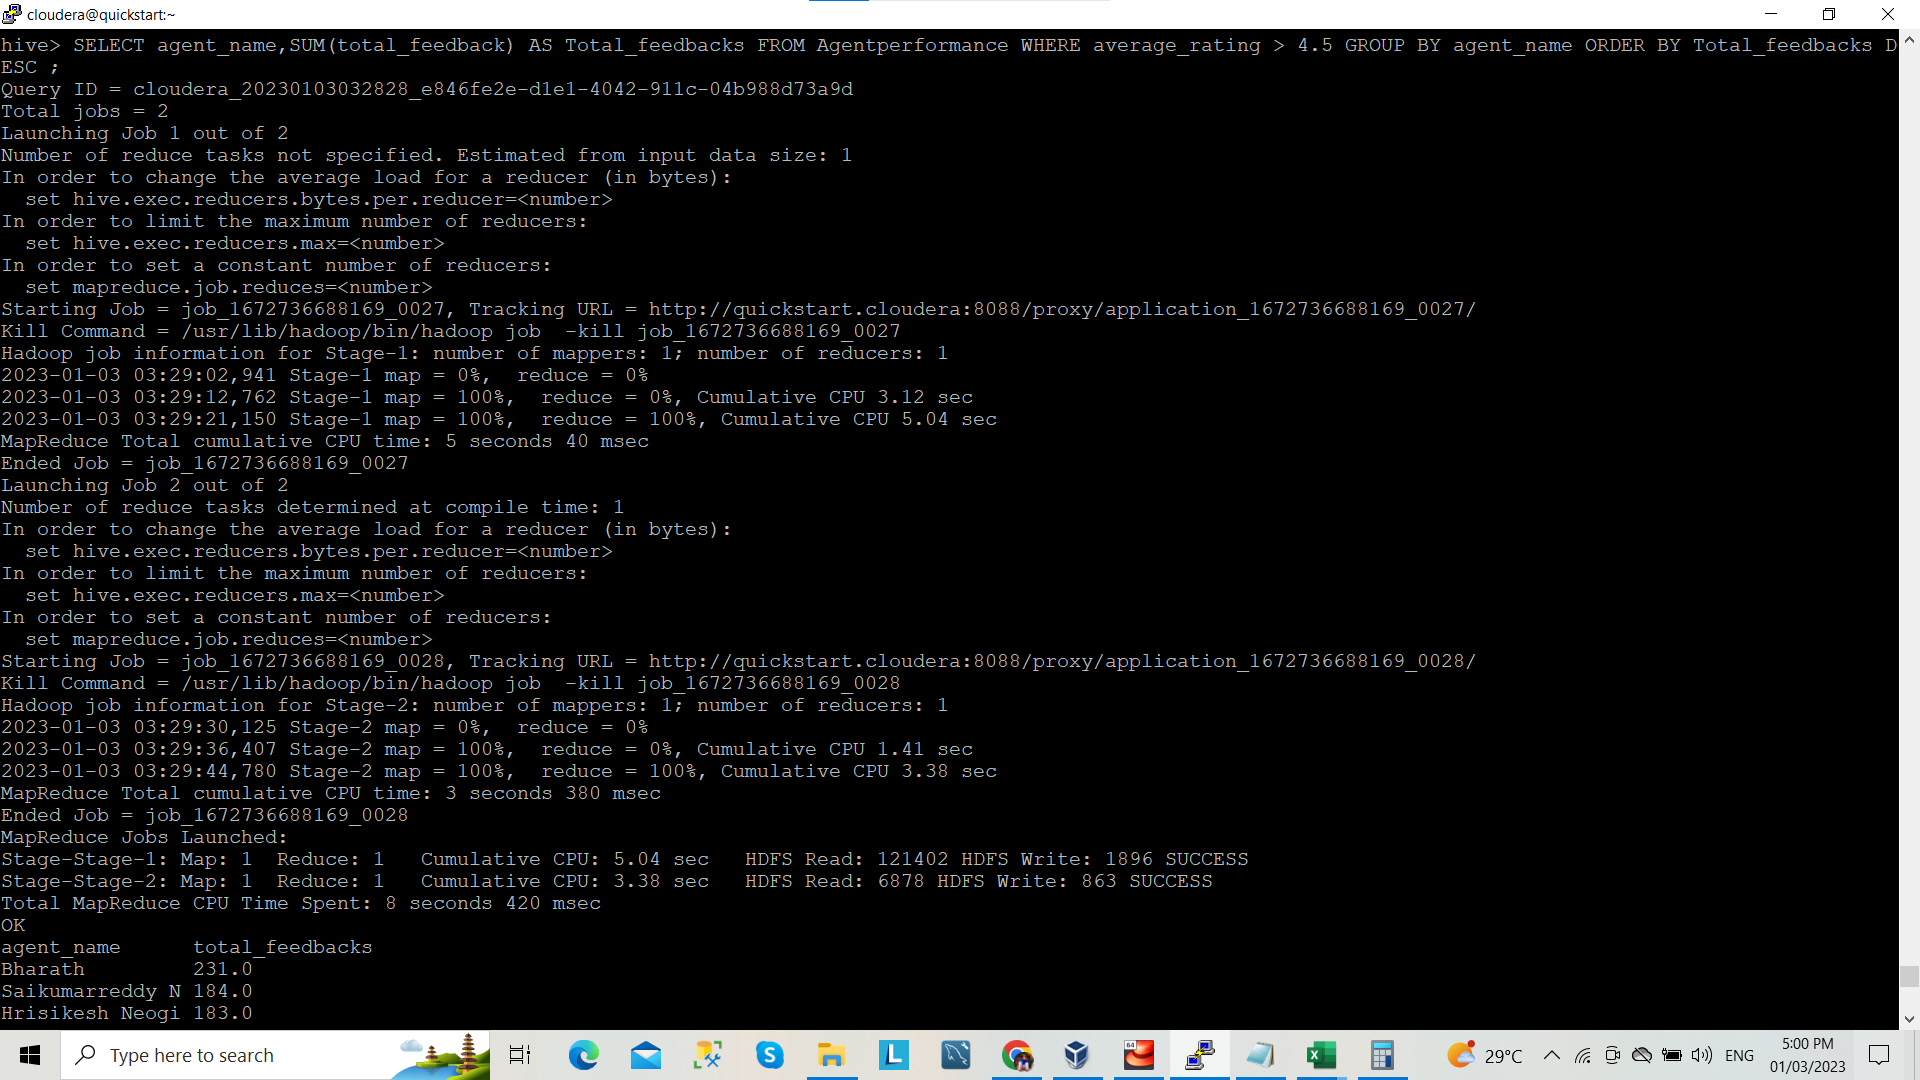 cloudera@quickstart:~
hive> SELECT agent_name,SUM(total_feedback) AS Total_feedbacks FROM Agentperformance WHERE average_rating > 4.5 GROUP BY agent_name ORDER BY Total_feedbacks D
ESC ;
Query ID = cloudera_20230103032828_e846fe2e-d1e1-4042-911c-04b988d73a9d
Total jobs = 2
Launching Job 1 out of 2
Number of reduce tasks not specified. Estimated from input data size: 1
In order to change the average load for a reducer (in bytes):
  set hive.exec.reducers.bytes.per.reducer=<number>
In order to limit the maximum number of reducers:
  set hive.exec.reducers.max=<number>
In order to set a constant number of reducers:
  set mapreduce.job.reduces=<number>
Starting Job = job_1672736688169_0027, Tracking URL = http://quickstart.cloudera:8088/proxy/application_1672736688169_0027/
Kill Command = /usr/lib/hadoop/bin/hadoop job  -kill job_1672736688169_0027
Hadoop job information for Stage-1: number of mappers: 1; number of reducers: 1
2023-01-03 03:29:02,941 Stage-1 map = 0%,  reduce = 0%
2023-01-03 03:29:12,762 Stage-1 map = 100%,  reduce = 0%, Cumulative CPU 3.12 sec
2023-01-03 03:29:21,150 Stage-1 map = 100%,  reduce = 100%, Cumulative CPU 5.04 sec
MapReduce Total cumulative CPU time: 5 seconds 40 msec
Ended Job = job_1672736688169_0027
Launching Job 2 out of 2
Number of reduce tasks determined at compile time: 1
In order to change the average load for a reducer (in bytes):
  set hive.exec.reducers.bytes.per.reducer=<number>
In order to limit the maximum number of reducers:
  set hive.exec.reducers.max=<number>
In order to set a constant number of reducers:
  set mapreduce.job.reduces=<number>
Starting Job = job_1672736688169_0028, Tracking URL = http://quickstart.cloudera:8088/proxy/application_1672736688169_0028/
Kill Command = /usr/lib/hadoop/bin/hadoop job  -kill job_1672736688169_0028
Hadoop job information for Stage-2: number of mappers: 1; number of reducers: 1
2023-01-03 03:29:30,125 Stage-2 map = 0%,  reduce = 0%
2023-01-03 03:29:36,407 Stage-2 map = 100%,  reduce = 0%, Cumulative CPU 1.41 sec
2023-01-03 03:29:44,780 Stage-2 map = 100%,  reduce = 100%, Cumulative CPU 3.38 sec
MapReduce Total cumulative CPU time: 3 seconds 380 msec
Ended Job = job_1672736688169_0028
MapReduce Jobs Launched:
Stage-Stage-1: Map: 1  Reduce: 1   Cumulative CPU: 5.04 sec   HDFS Read: 121402 HDFS Write: 1896 SUCCESS
Stage-Stage-2: Map: 1  Reduce: 1   Cumulative CPU: 3.38 sec   HDFS Read: 6878 HDFS Write: 863 SUCCESS
Total MapReduce CPU Time Spent: 8 seconds 420 msec
OK
agent_name      total_feedbacks
Bharath         231.0
Saikumarreddy N 184.0
Hrisikesh Neogi 183.0
Type here to search
29°C
ENG
5:00 PM
01/03/2023